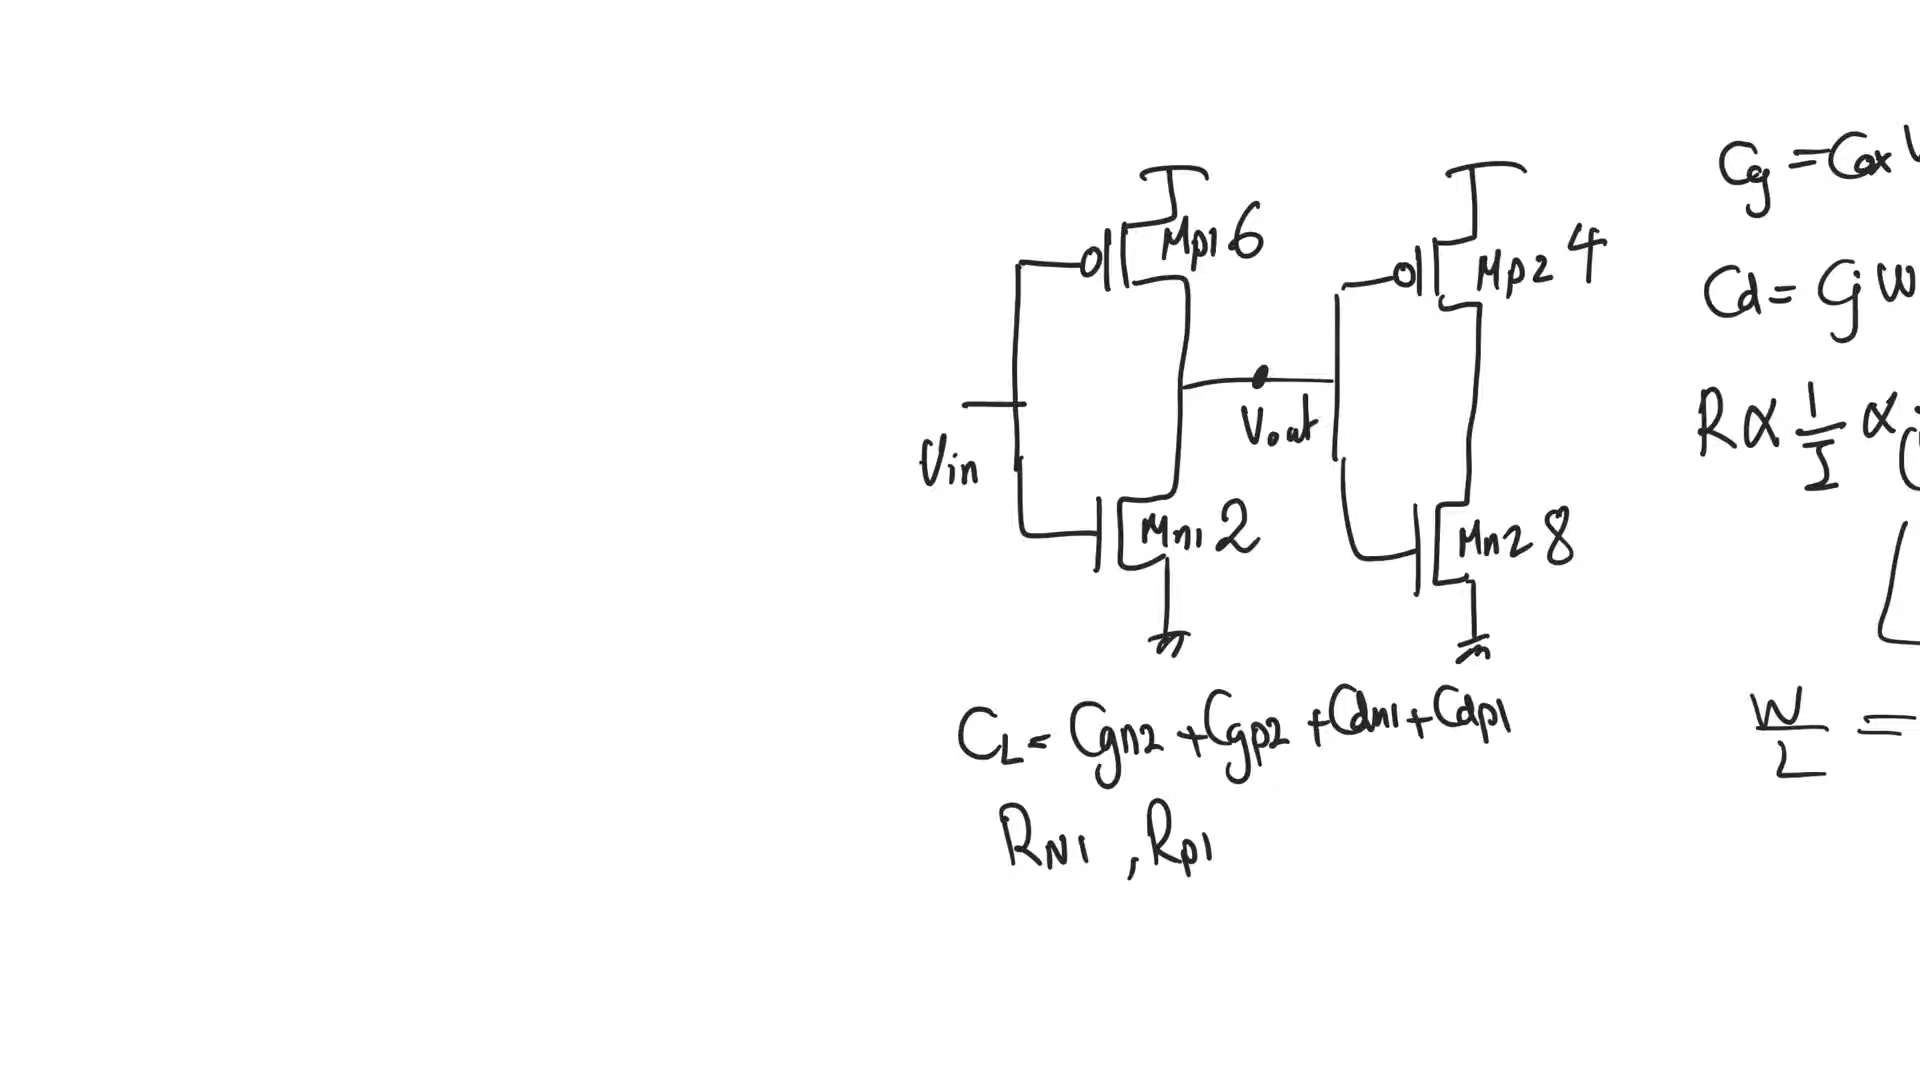 Mp1 6
Mp2 4
Vin
Vout
Mn1 2
Mn2 8
CL = Cgn2 + Cgp2 + Cdn1 + Cdp1
RN1 , Rp1
Cg = Cox
Cd = Cj W
R α 1/I α
W/L =